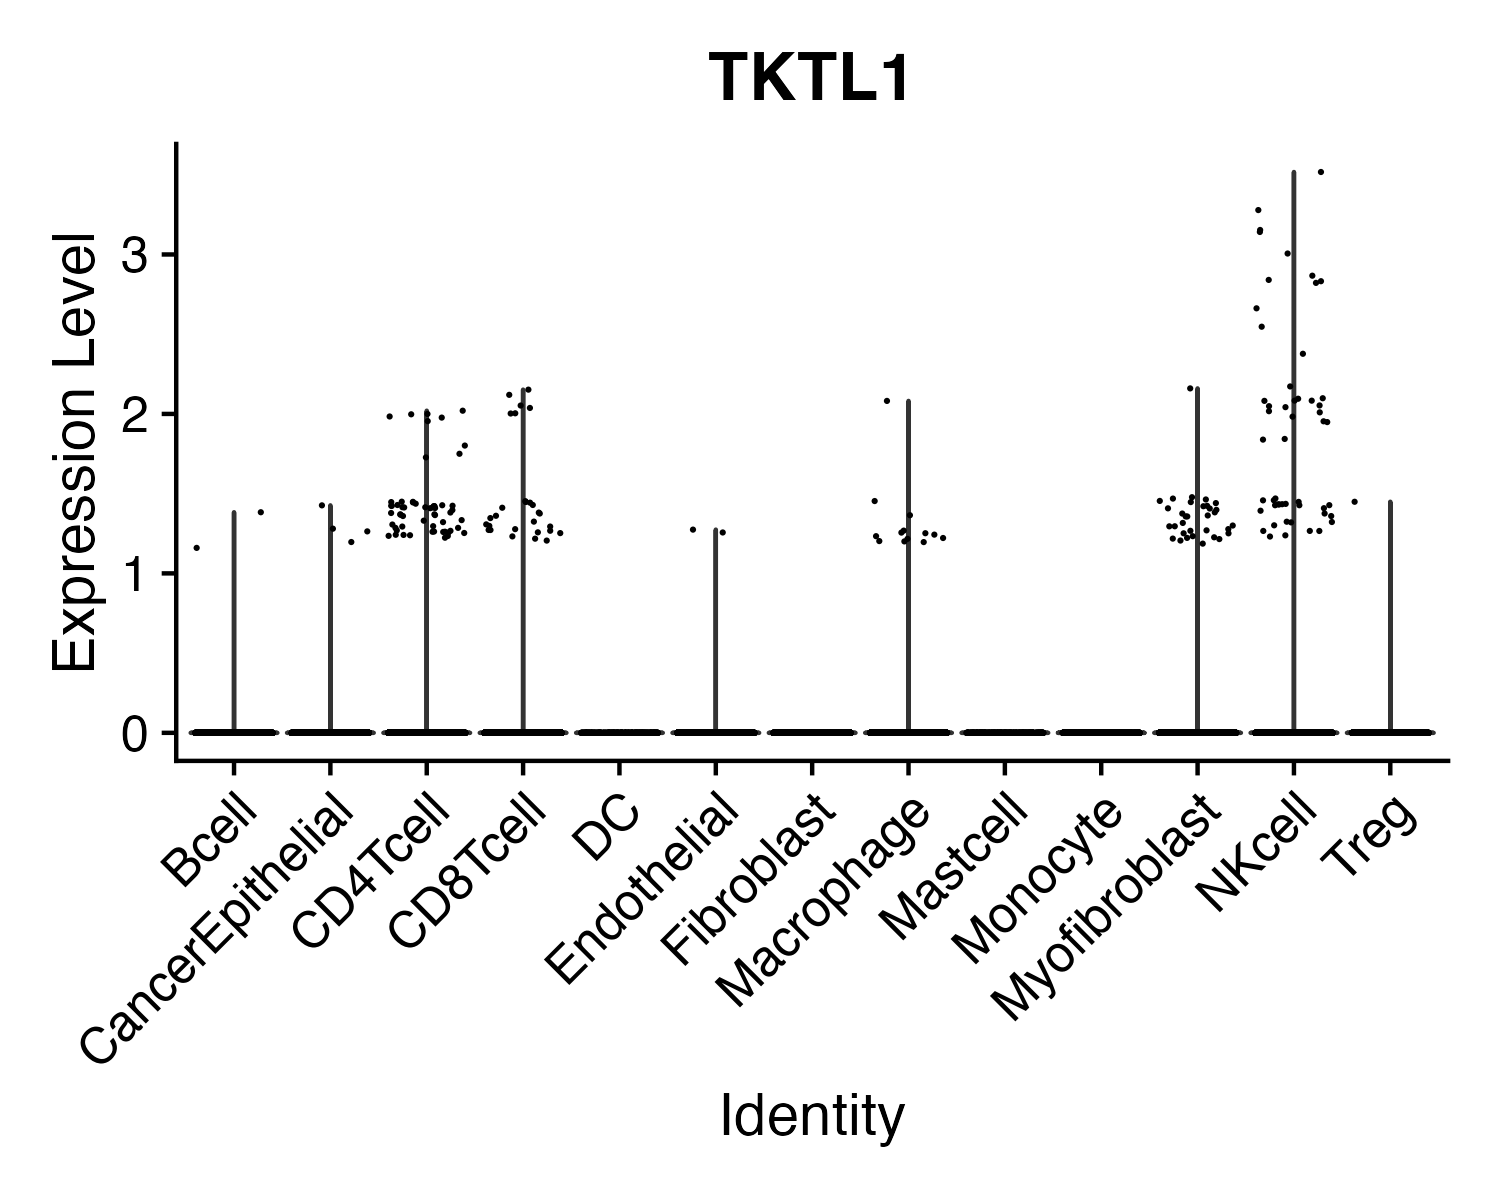 TKTL1
Expression Level
3
2
1
0
Bcell
CancerEpithelial
CD4Tcell
CD8Tcell
DC
Endothelial
Fibroblast
Macrophage
Mastcell
Monocyte
Myofibroblast
NKcell
Treg
Identity